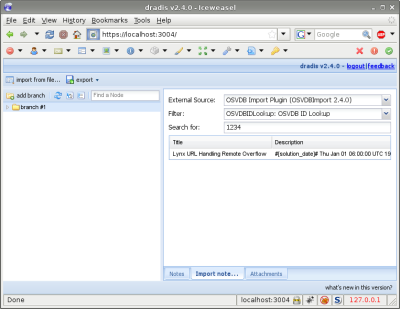 dradis v2.4.0 - Iceweasel
File Edit View History Bookmarks Tools Help
https://localhost:3004/
Google
dradis v2.4.0 - logout|feedback
import from file... export
add branch Find a Node
branch #1
External Source: OSVDB Import Plugin (OSVDBImport 2.4.0)
Filter: OSVDBIDLookup: OSVDB ID Lookup
Search for: 1234
Title Description
Lynx URL Handling Remote Overflow #[solution_date]# Thu Jan 01 06:00:00 UTC 19
Notes Import note... Attachments
what's new in this version?
Done localhost:3004 127.0.0.1